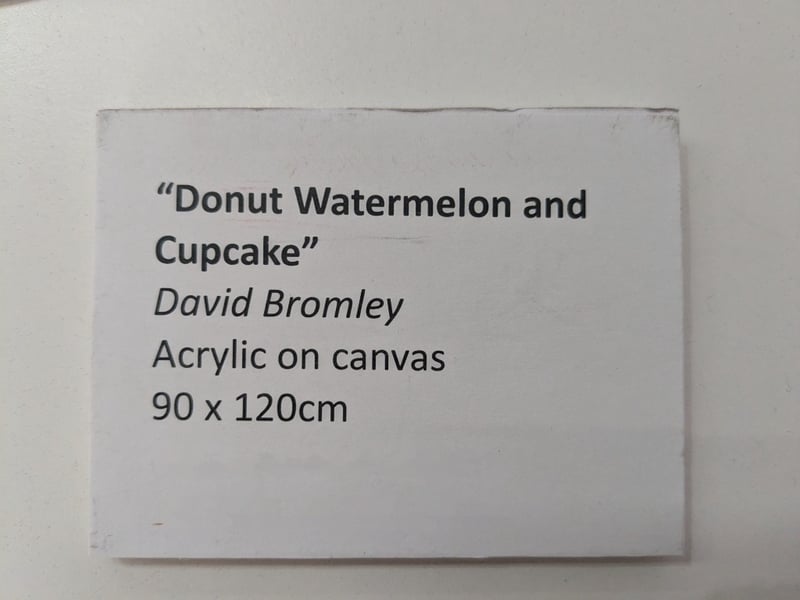 “Donut Watermelon and
Cupcake”
David Bromley
Acrylic on canvas
90 x 120cm